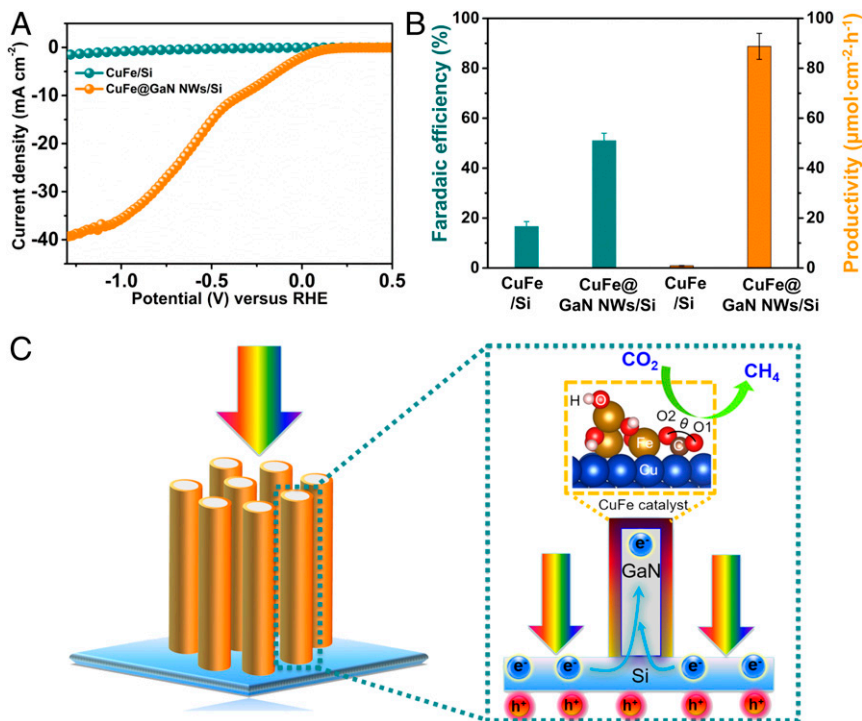 A
0
-10
-20
-30
-40
Current density (mA cm⁻²)
CuFe/Si
CuFe@GaN NWs/Si
-1.0
-0.5
0.0
0.5
Potential (V) versus RHE
B
100
80
60
40
20
0
Faradaic efficiency (%)
100
80
60
40
20
0
Productivity (μmol·cm⁻²·h⁻¹)
CuFe
/Si
CuFe@
GaN NWs/Si
CuFe
/Si
CuFe@
GaN NWs/Si
C
CO₂
CH₄
H
O
O2
θ
O1
Fe
C
Cu
CuFe catalyst
e⁻
GaN
e⁻
e⁻
e⁻
e⁻
Si
h⁺
h⁺
h⁺
h⁺
h⁺